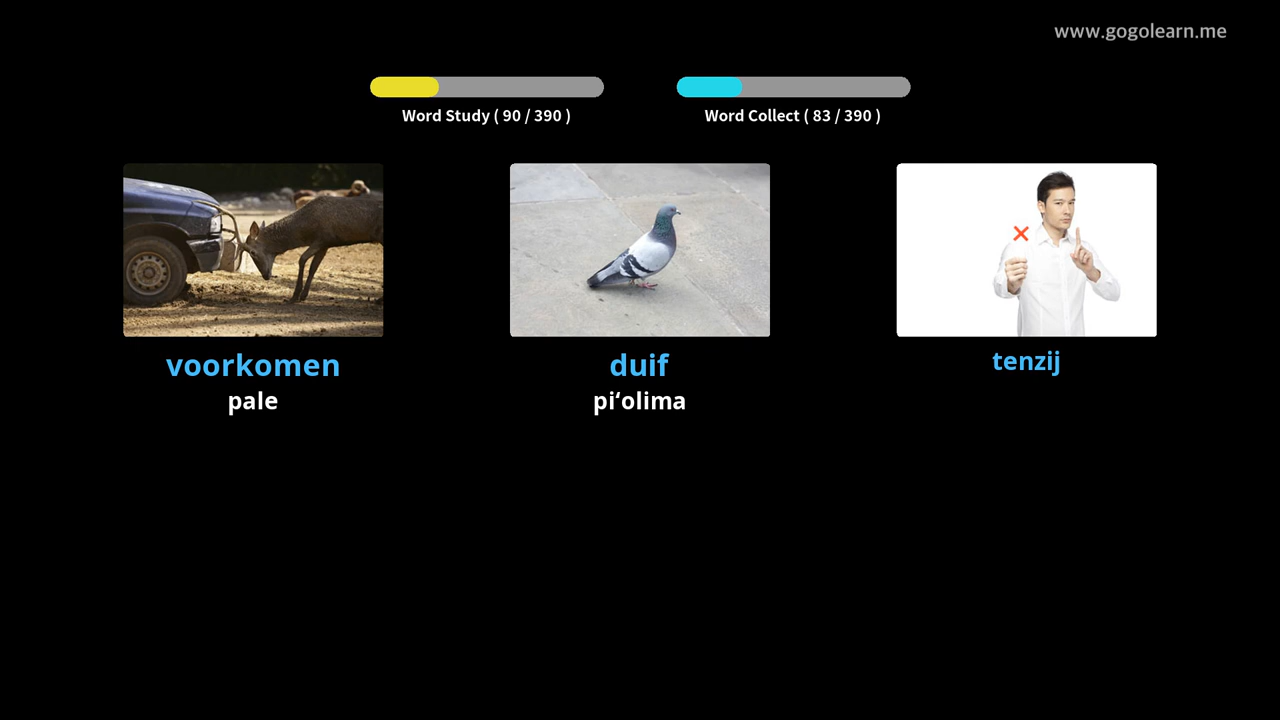 www.gogolearn.me
Word Study ( 90 / 390 )
Word Collect ( 83 / 390 )
voorkomen
pale
duif
pi‘olima
tenzij